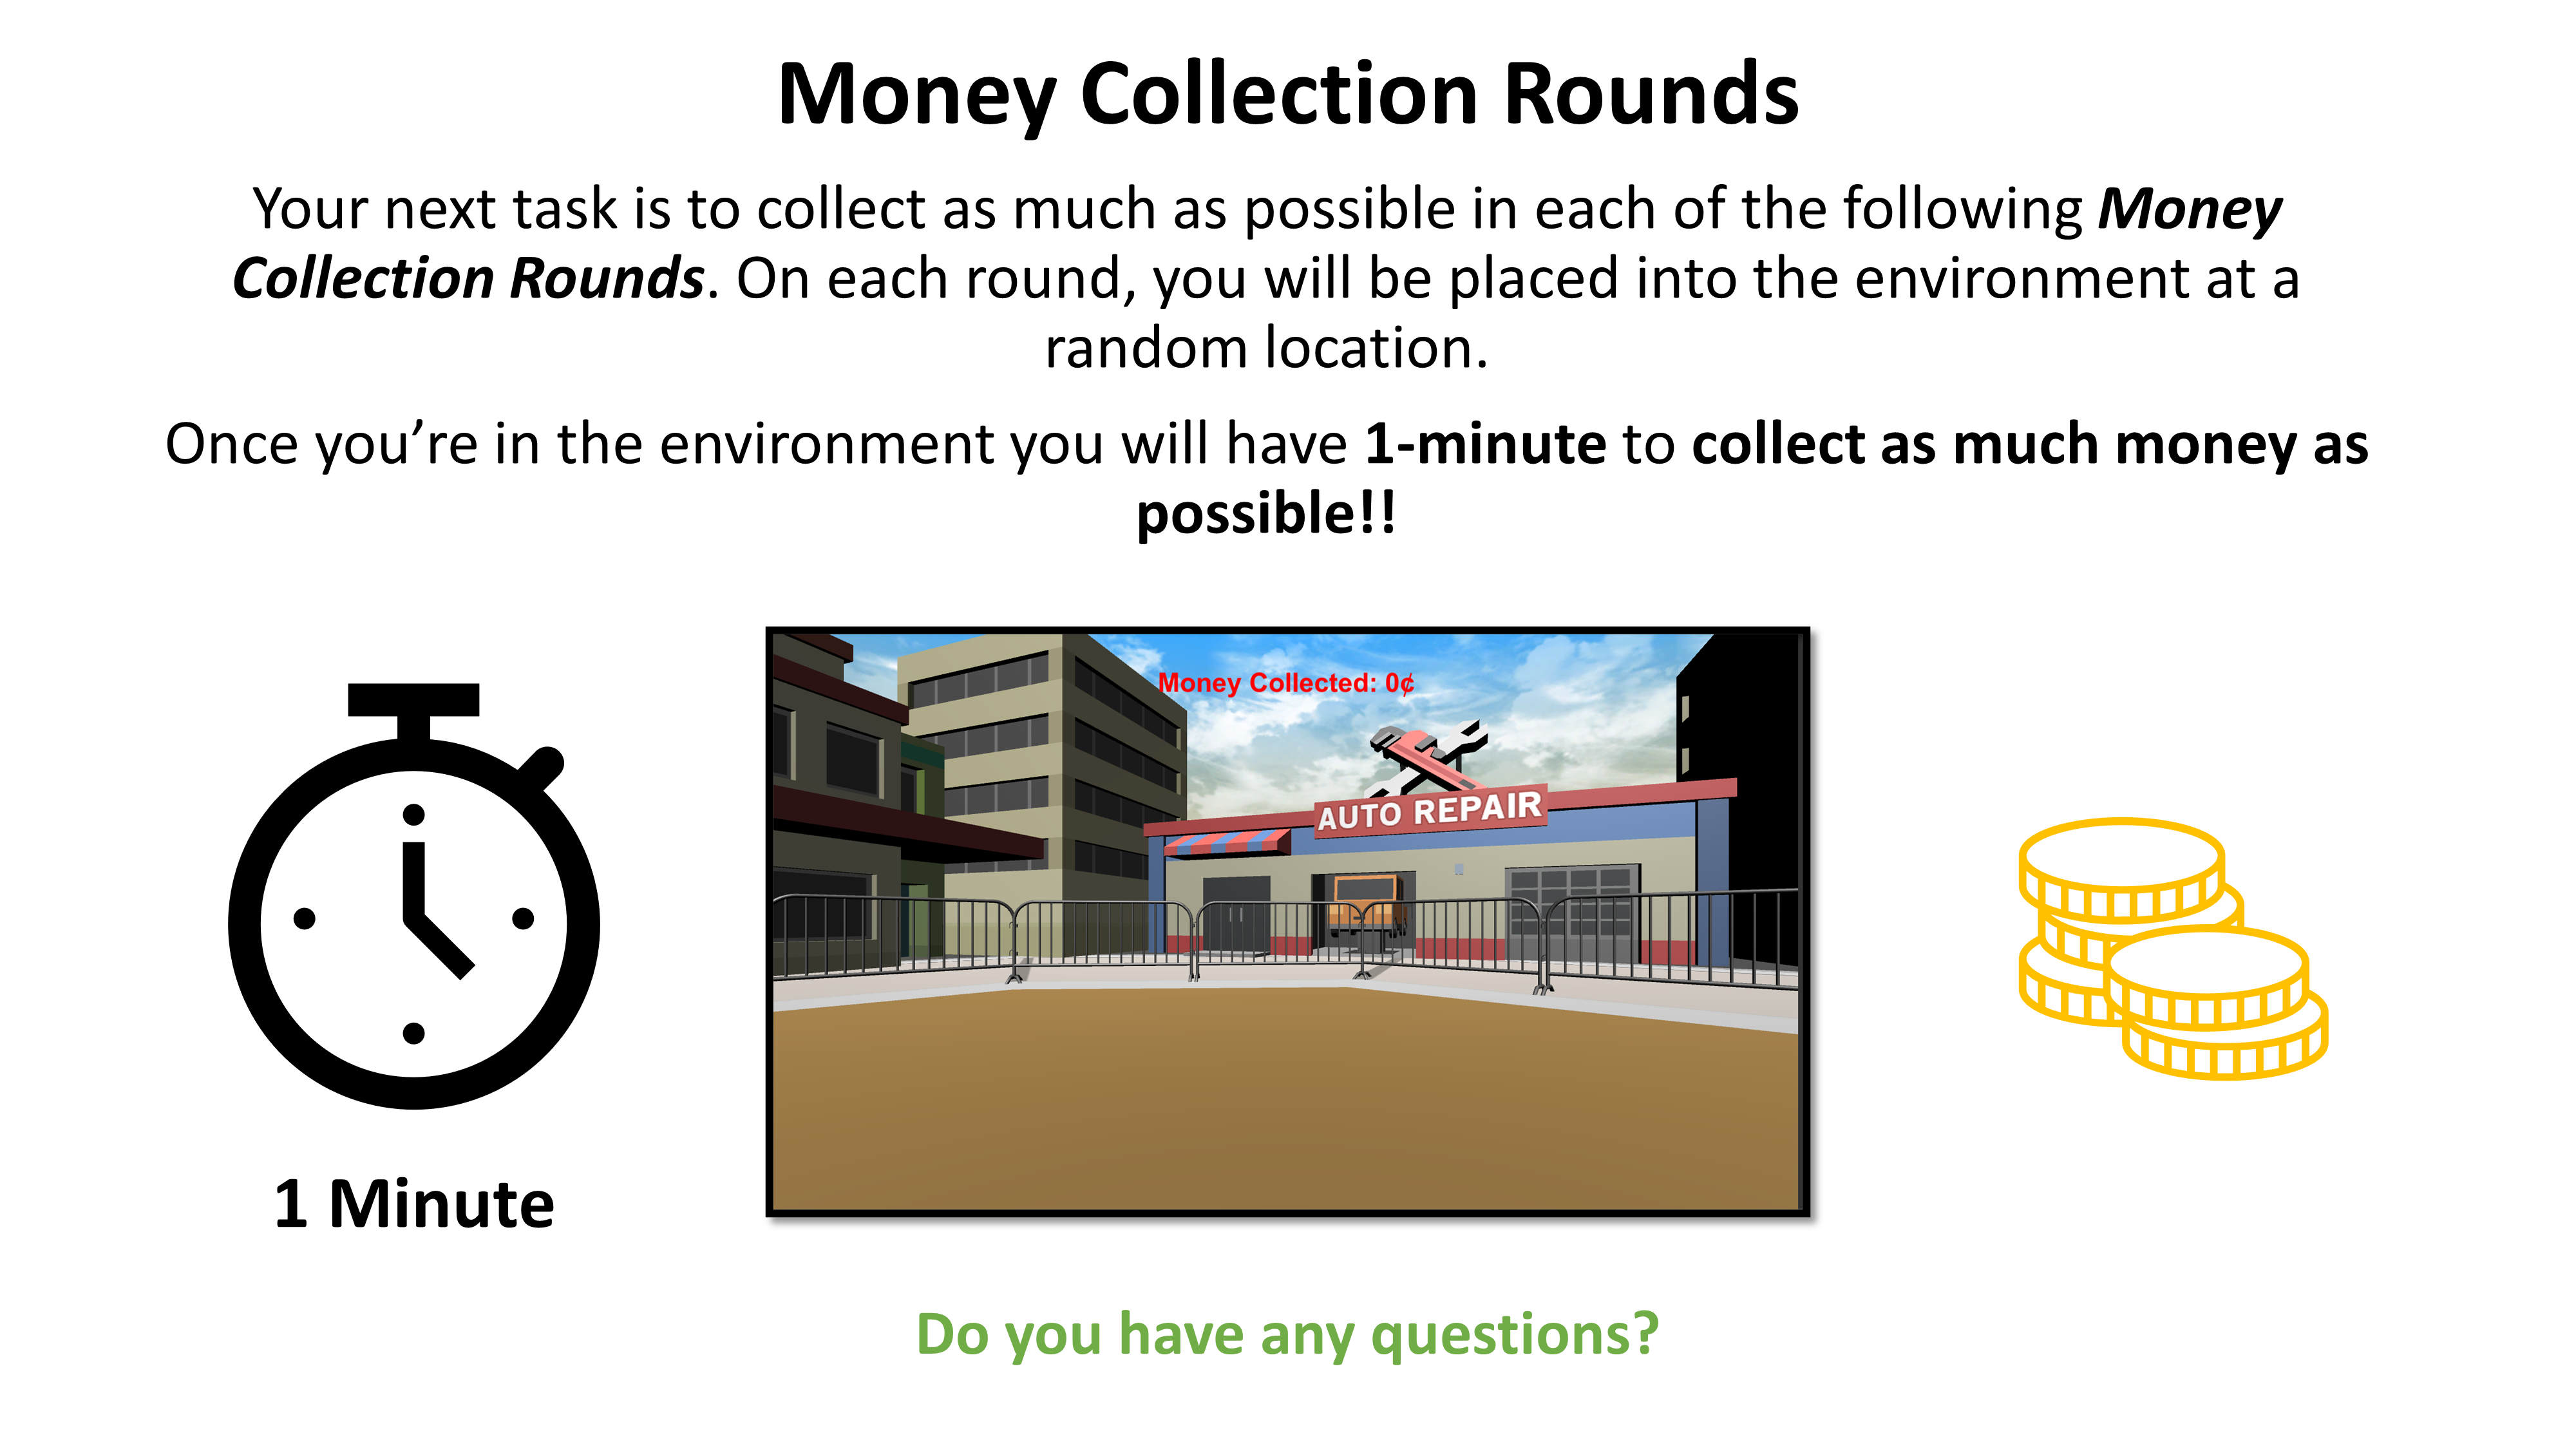 Money Collection Rounds
Your next task is to collect as much as possible in each of the following Money
Collection Rounds. On each round, you will be placed into the environment at a
random location.
Once you’re in the environment you will have 1-minute to collect as much money as
possible!!
Money Collected: 0¢
AUTO REPAIR
1 Minute
Do you have any questions?